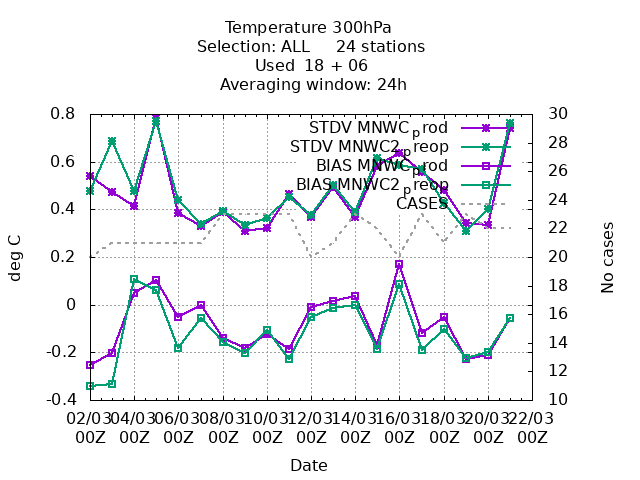 Temperature 300hPa
Selection: ALL 24 stations
Used 18 + 06
Averaging window: 24h
0.8
0.6
0.4
0.2
0
-0.2
-0.4
deg C
30
28
26
24
22
20
18
16
14
12
10
No cases
STDV MNWC_prod
STDV MNWC2_preop
BIAS MNWC_prod
BIAS MNWC2_preop
CASES
02/03 04/03 06/03 08/03 10/03 12/03 14/03 16/03 18/03 20/03 22/03
00Z 00Z 00Z 00Z 00Z 00Z 00Z 00Z 00Z 00Z 00Z
Date